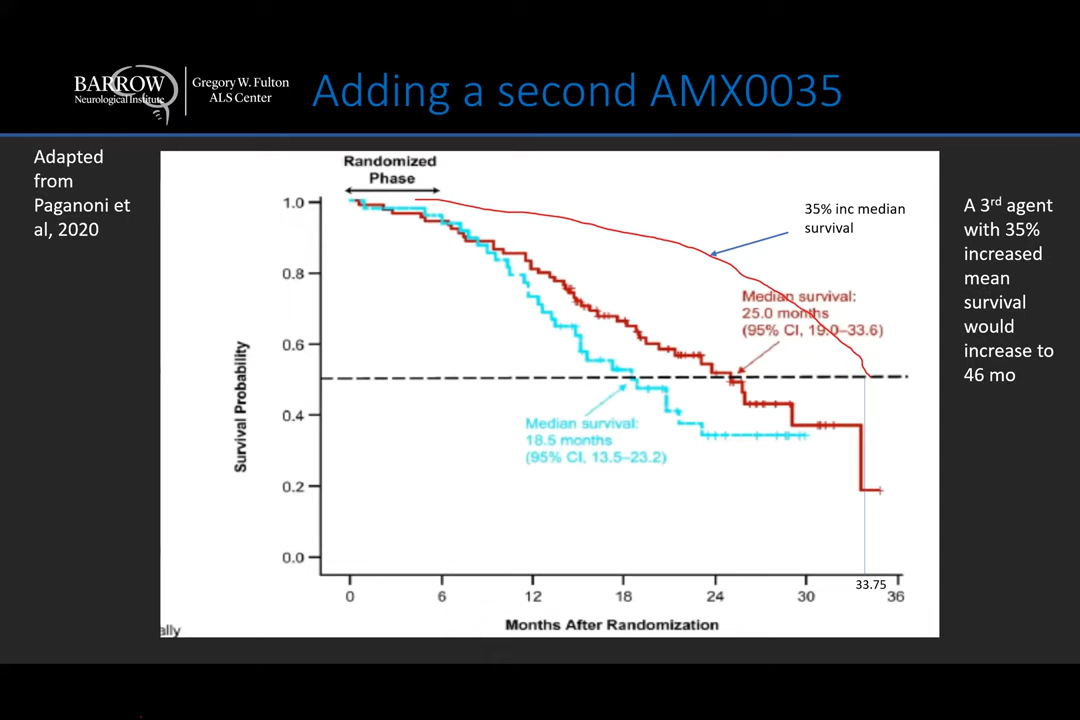 BARROW
Neurological Institute
Gregory W. Fulton
ALS Center
Adding a second AMX0035
Adapted
from
Paganoni et
al, 2020
Randomized
Phase
1.0
0.8
0.6
0.4
0.2
0.0
Survival Probability
35% inc median
survival
Median survival:
25.0 months
(95% CI, 19.0–33.6)
Median survival:
18.5 months
(95% CI, 13.5–23.2)
33.75
0 6 12 18 24 30 36
Months After Randomization
ally
A 3rd agent
with 35%
increased
mean
survival
would
increase to
46 mo